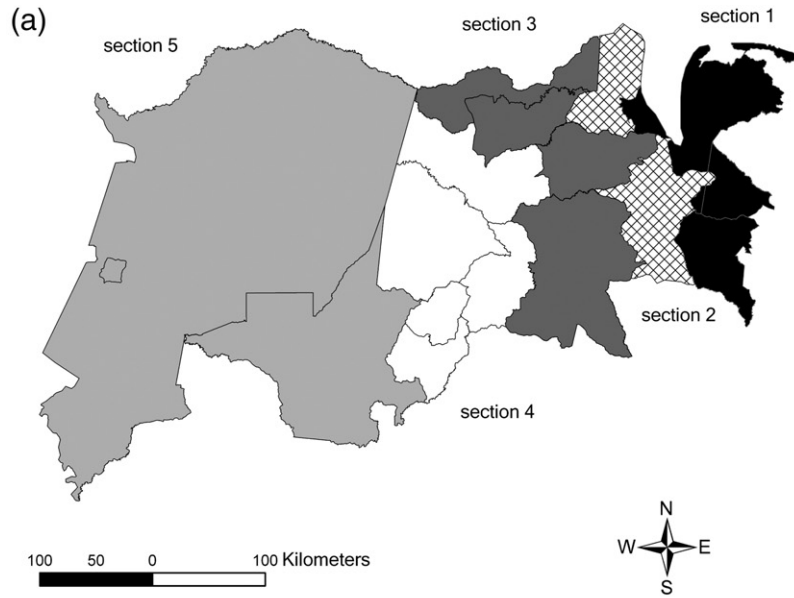 (a)
section 5
section 3
section 1
section 2
section 4
N
W E
S
100 50 0 100 Kilometers